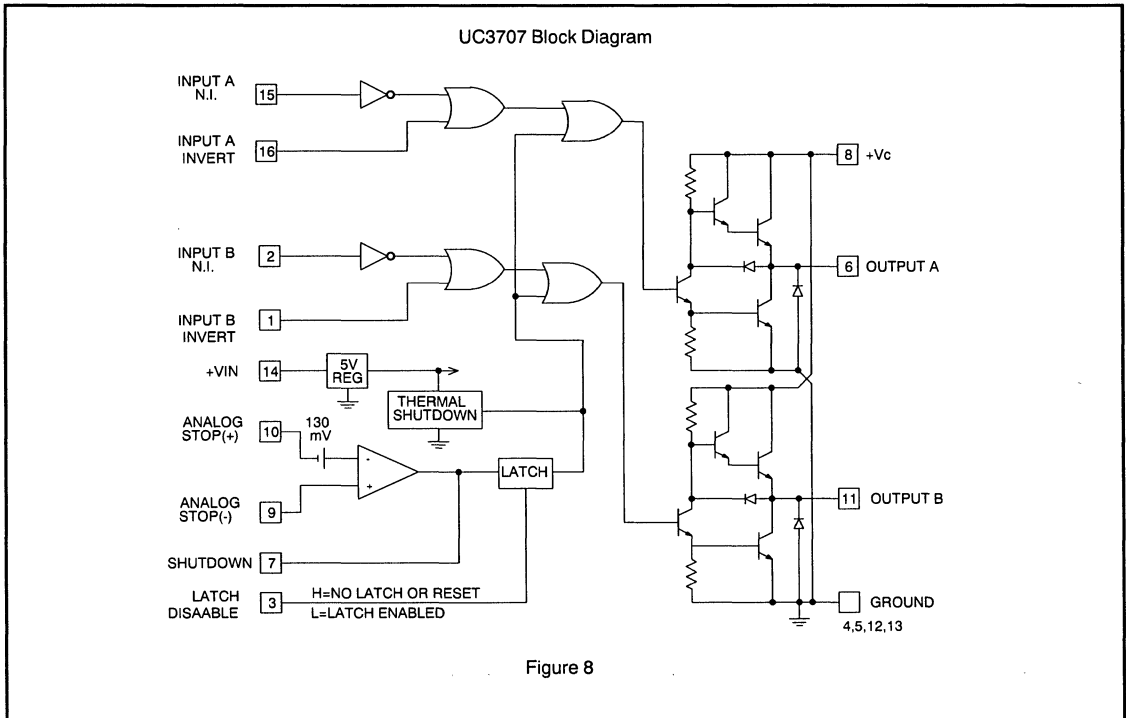 UC3707 Block Diagram
INPUT A
N.I.
15
INPUT A
INVERT
16
8
+Vc
INPUT B
N.I.
2
6
OUTPUT A
INPUT B
INVERT
1
+VIN
14
5V
REG
THERMAL
SHUTDOWN
ANALOG
STOP(+)
10
130
mV
-
+
LATCH
ANALOG
STOP(-)
9
11
OUTPUT B
SHUTDOWN
7
LATCH
DISAABLE
3
H=NO LATCH OR RESET
L=LATCH ENABLED
GROUND
4,5,12,13
Figure 8